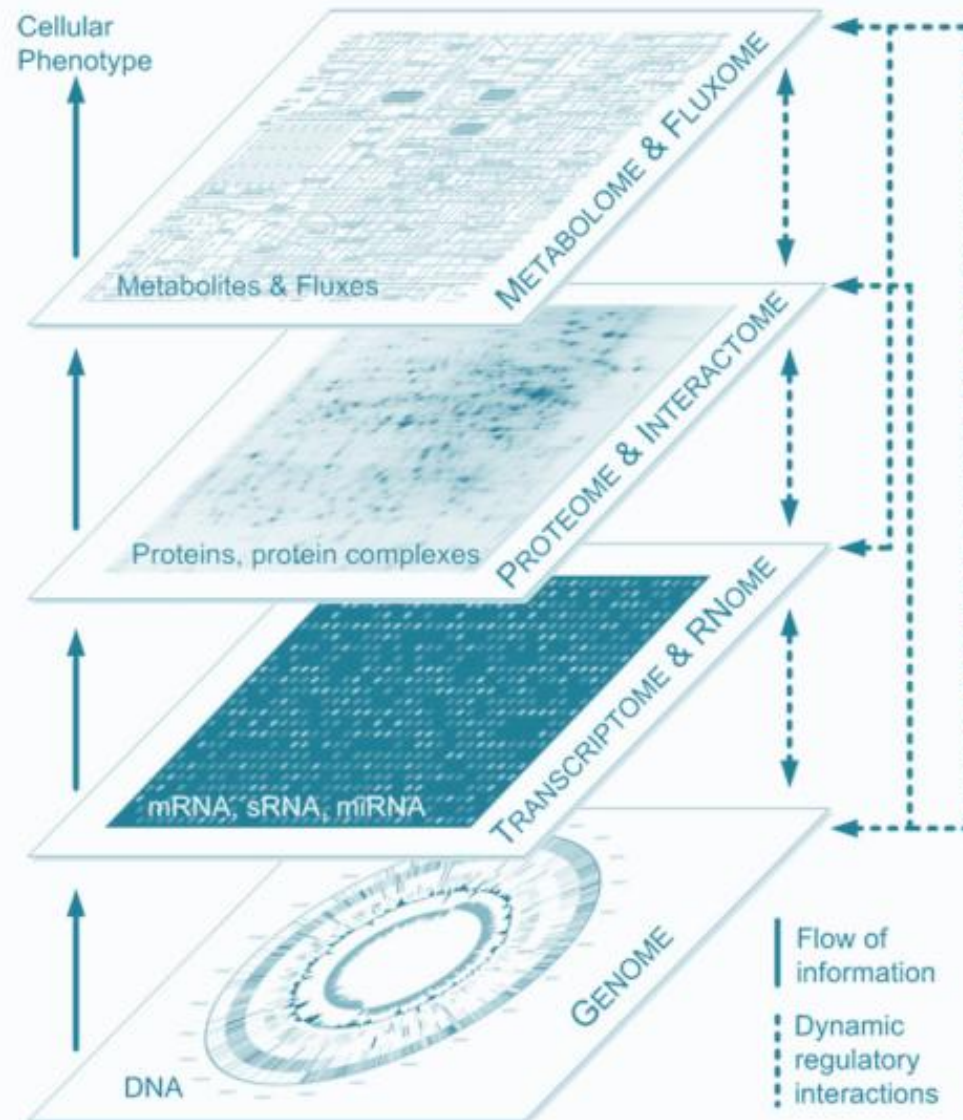 Cellular
Phenotype
METABOLOME & FLUXOME
Metabolites & Fluxes
PROTEOME & INTERACTOME
Proteins, protein complexes
TRANSCRIPTOME & RNOME
mRNA, sRNA, miRNA
GENOME
DNA
Flow of
information
Dynamic
regulatory
interactions